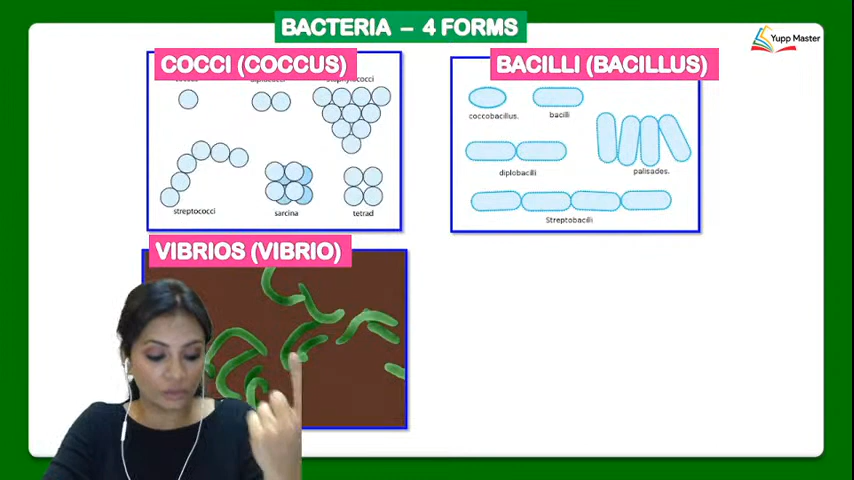 BACTERIA – 4 FORMS
Yupp Master
COCCI (COCCUS)
streptococci
sarcina
tetrad
BACILLI (BACILLUS)
coccobacillus.
bacilli
diplobacilli
palisades.
Streptobacilli
VIBRIOS (VIBRIO)